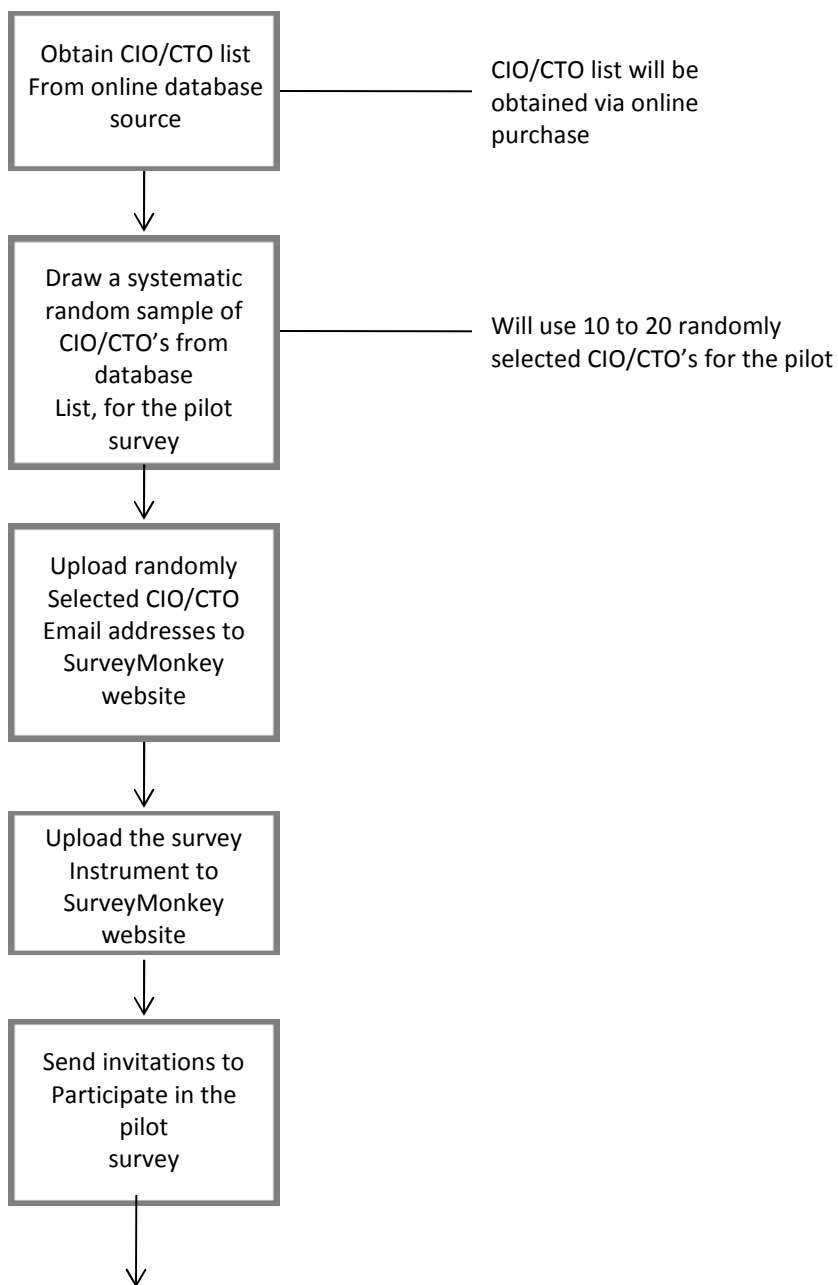 Obtain CIO/CTO list
From online database
source
CIO/CTO list will be
obtained via online
purchase
Draw a systematic
random sample of
CIO/CTO’s from
database
List, for the pilot
survey
Will use 10 to 20 randomly
selected CIO/CTO’s for the pilot
Upload randomly
Selected CIO/CTO
Email addresses to
SurveyMonkey
website
Upload the survey
Instrument to
SurveyMonkey
website
Send invitations to
Participate in the
pilot
survey